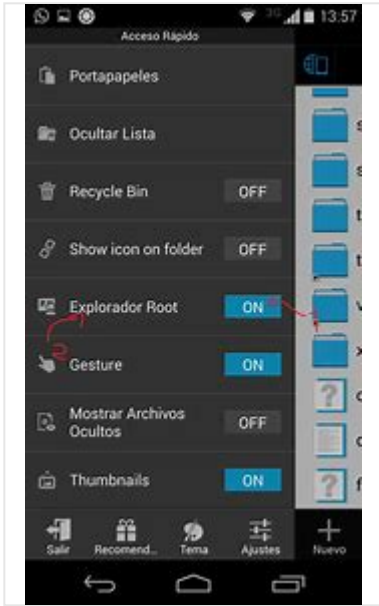 3G 13:57
Acceso Rápido
Portapapeles
Ocultar Lista
Recycle Bin OFF
Show icon on folder OFF
Explorador Root ON
Gesture ON
Mostrar Archivos
Ocultos OFF
Thumbnails ON
Salir Recomend... Tema Ajustes Nuevo